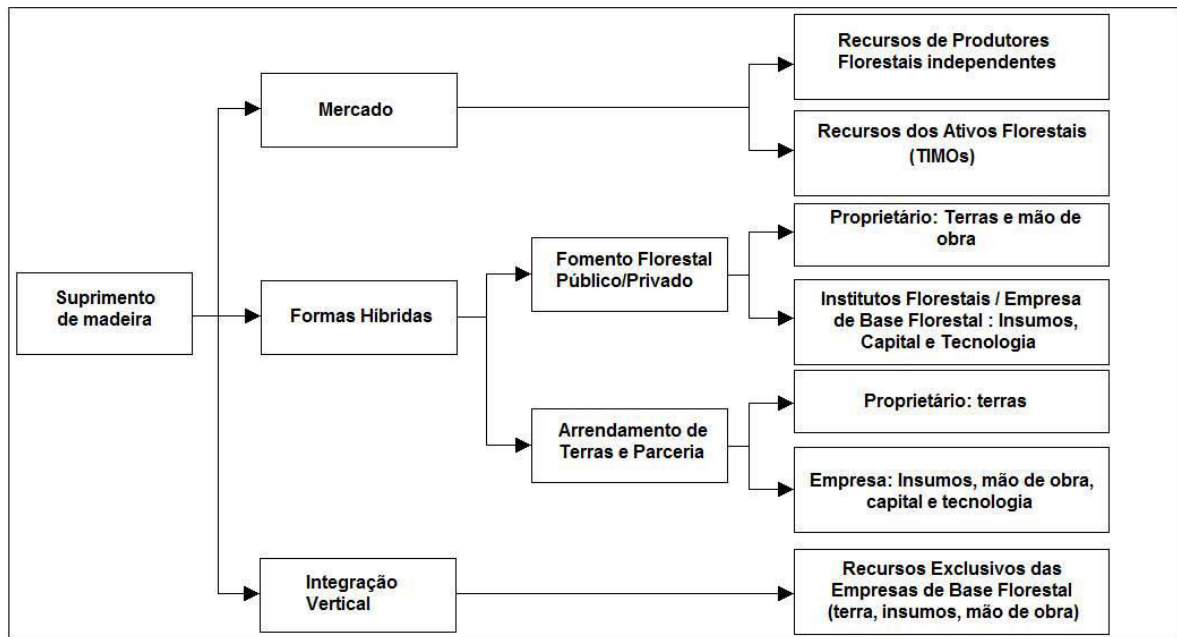 Suprimento
de madeira
Mercado
Recursos de Produtores
Florestais independentes
Recursos dos Ativos Florestais
(TIMOs)
Formas Híbridas
Fomento Florestal
Público/Privado
Proprietário: Terras e mão de
obra
Institutos Florestais / Empresa
de Base Florestal : Insumos,
Capital e Tecnologia
Arrendamento de
Terras e Parceria
Proprietário: terras
Empresa: Insumos, mão de obra,
capital e tecnologia
Integração
Vertical
Recursos Exclusivos das
Empresas de Base Florestal
(terra, insumos, mão de obra)